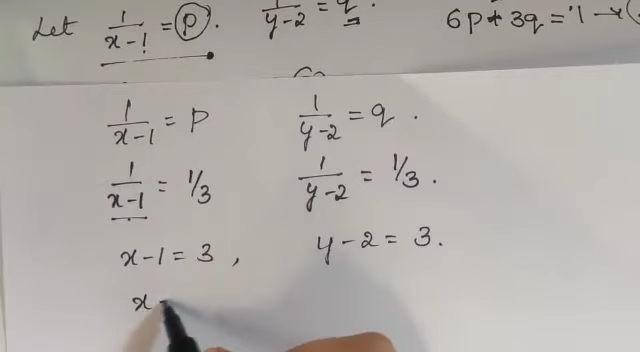 Let 1/(x-1) = p. 1/(y-2) = q. 6p + 3q = 1
1/(x-1) = p 1/(y-2) = q.
1/(x-1) = 1/3 1/(y-2) = 1/3.
x-1 = 3, y-2 = 3.
x